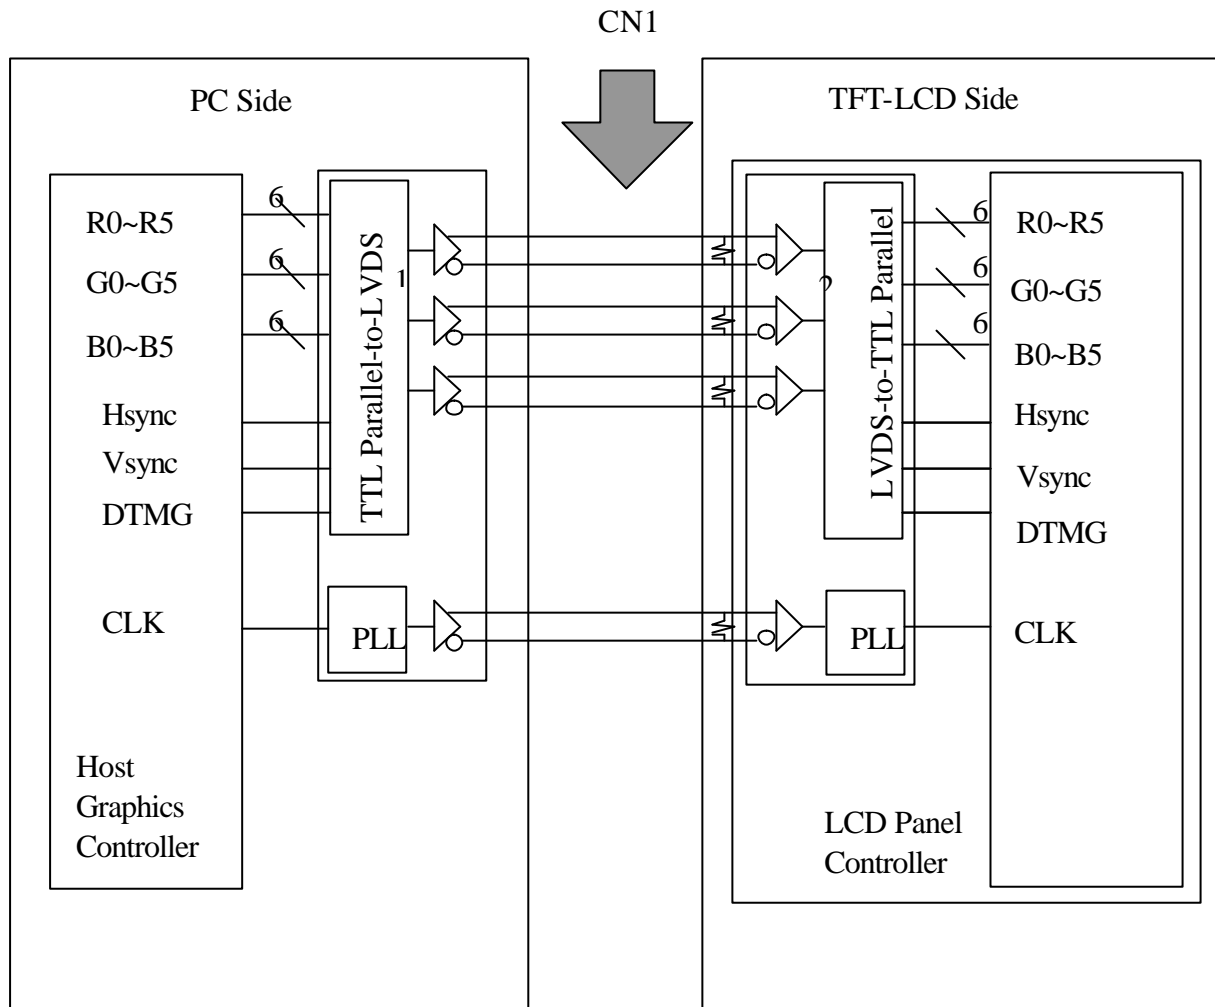 CN1
PC Side
TFT-LCD Side
R0~R5
6
G0~G5
6
B0~B5
6
Hsync
Vsync
DTMG
CLK
Host
Graphics
Controller
TTL Parallel-to-LVDS
1
PLL
LVDS-to-TTL Parallel
PLL
6
R0~R5
6
G0~G5
6
B0~B5
Hsync
Vsync
DTMG
CLK
LCD Panel
Controller